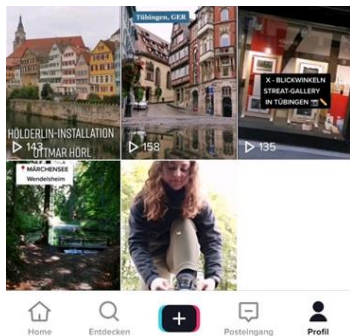 Tübingen, GER
X - BLICKWINKELN
STREAT-GALLERY
IN TÜBINGEN
HÖLDERLIN-INSTALLATION
OTTMAR HÖRL
143
158
135
MÄRCHENSEE
Wendelsheim
Home
Entdecken
Posteingang
Profil